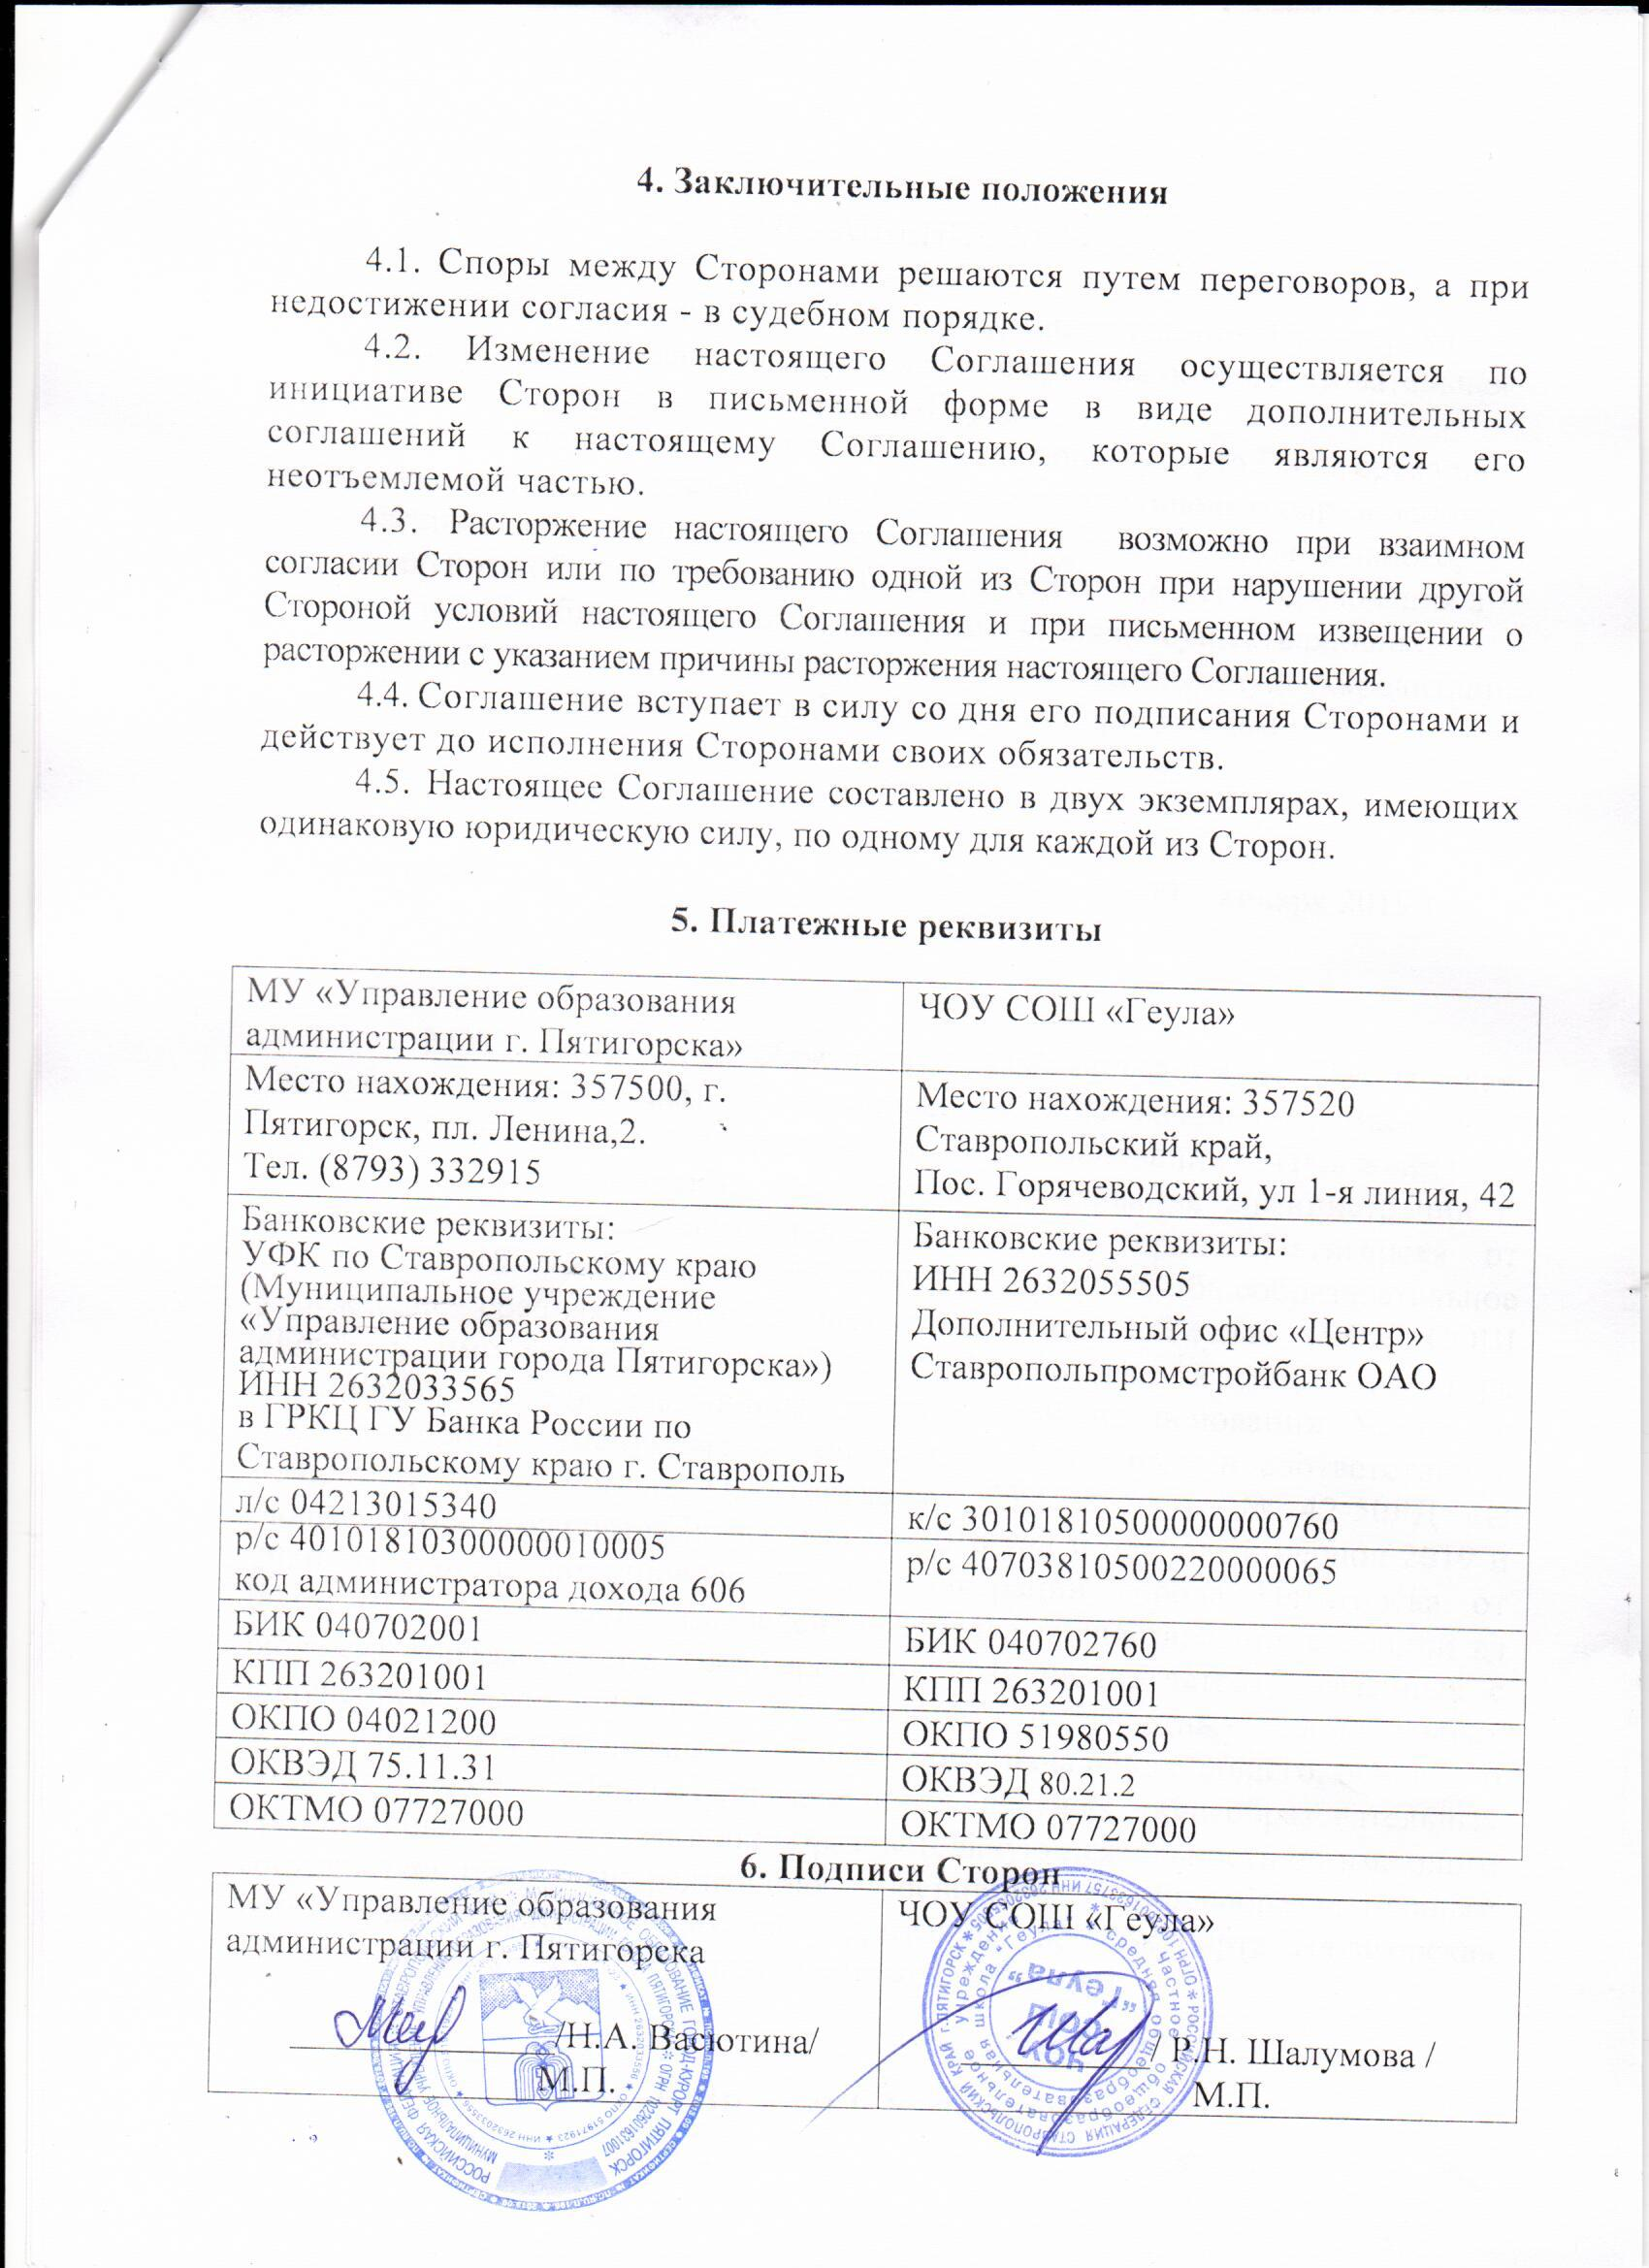 4. Заключительные положения
4.1. Споры между Сторонами решаются путем переговоров, а при
недостижении согласия - в судебном порядке.
4.2. Изменение настоящего Соглашения осуществляется по
инициативе Сторон в письменной форме в виде дополнительных
соглашений к настоящему Соглашению, которые являются его
неотъемлемой частью.
4.3. Расторжение настоящего Соглашения возможно при взаимном
согласии Сторон или по требованию одной из Сторон при нарушении другой
Стороной условий настоящего Соглашения и при письменном извещении о
расторжении с указанием причины расторжения настоящего Соглашения.
4.4. Соглашение вступает в силу со дня его подписания Сторонами и
действует до исполнения Сторонами своих обязательств.
4.5. Настоящее Соглашение составлено в двух экземплярах, имеющих
одинаковую юридическую силу, по одному для каждой из Сторон.
5. Платежные реквизиты
МУ «Управление образования
администрации г. Пятигорска»
ЧОУ СОШ «Геула»
Место нахождения: 357500, г.
Пятигорск, пл. Ленина,2.
Тел. (8793) 332915
Место нахождения: 357520
Ставропольский край,
Пос. Горячеводский, ул 1-я линия, 42
Банковские реквизиты:
УФК по Ставропольскому краю
(Муниципальное учреждение
«Управление образования
администрации города Пятигорска»)
ИНН 2632033565
в ГРКЦ ГУ Банка России по
Ставропольскому краю г. Ставрополь
Банковские реквизиты:
ИНН 2632055505
Дополнительный офис «Центр»
Ставропольпромстройбанк ОАО
л/с 04213015340
к/с 30101810500000000760
р/с 40101810300000010005
код администратора дохода 606
р/с 40703810500220000065
БИК 040702001
БИК 040702760
КПП 263201001
КПП 263201001
ОКПО 04021200
ОКПО 51980550
ОКВЭД 75.11.31
ОКВЭД 80.21.2
ОКТМО 07727000
ОКТМО 07727000
6. Подписи Сторон
МУ «Управление образования
администрации г. Пятигорска
/Н.А. Васютина/
М.П.
ЧОУ СОШ «Геула»
/ Р.Н. Шалумова /
М.П.
ЧОУ
СОШ
"Геула"